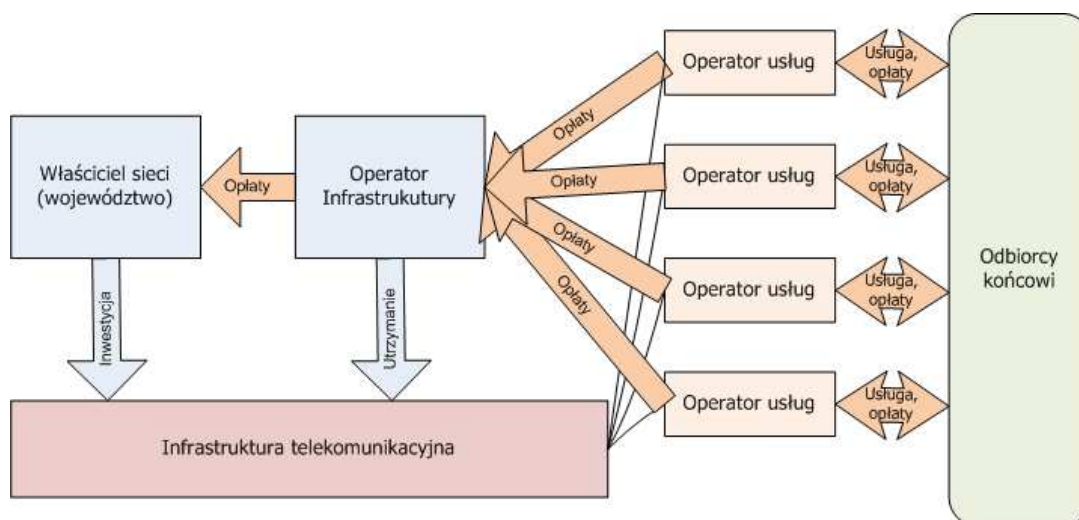 Operator usług
Usługa,
opłaty
Opłaty
Właściciel sieci
(województwo)
Opłaty
Operator
Infrastrukutury
Opłaty
Operator usług
Usługa,
opłaty
Opłaty
Operator usług
Usługa,
opłaty
Odbiorcy
końcowi
Opłaty
Inwestycja
Utrzymanie
Operator usług
Usługa,
opłaty
Infrastruktura telekomunikacyjna